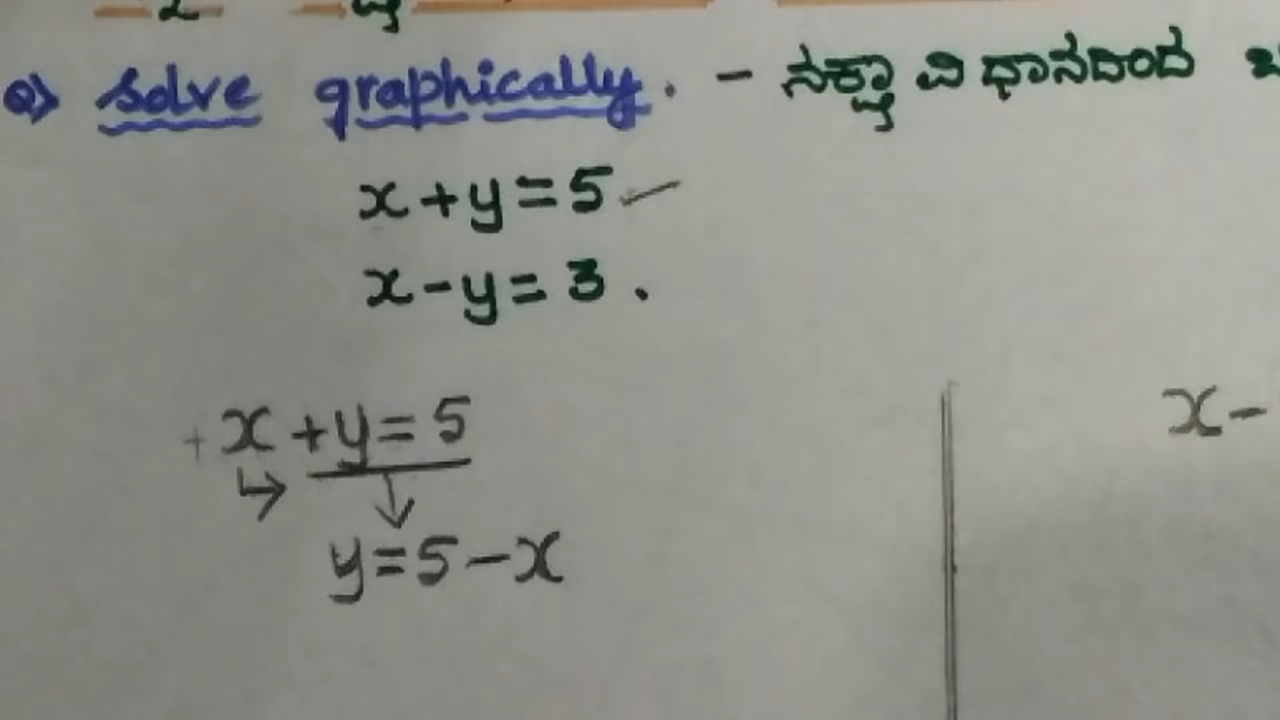 Q) Solve graphically. - ನಕ್ಷಾ ವಿಧಾನದಿಂದ
x+y=5
x-y=3.
+x+y=5
y=5-x
x-